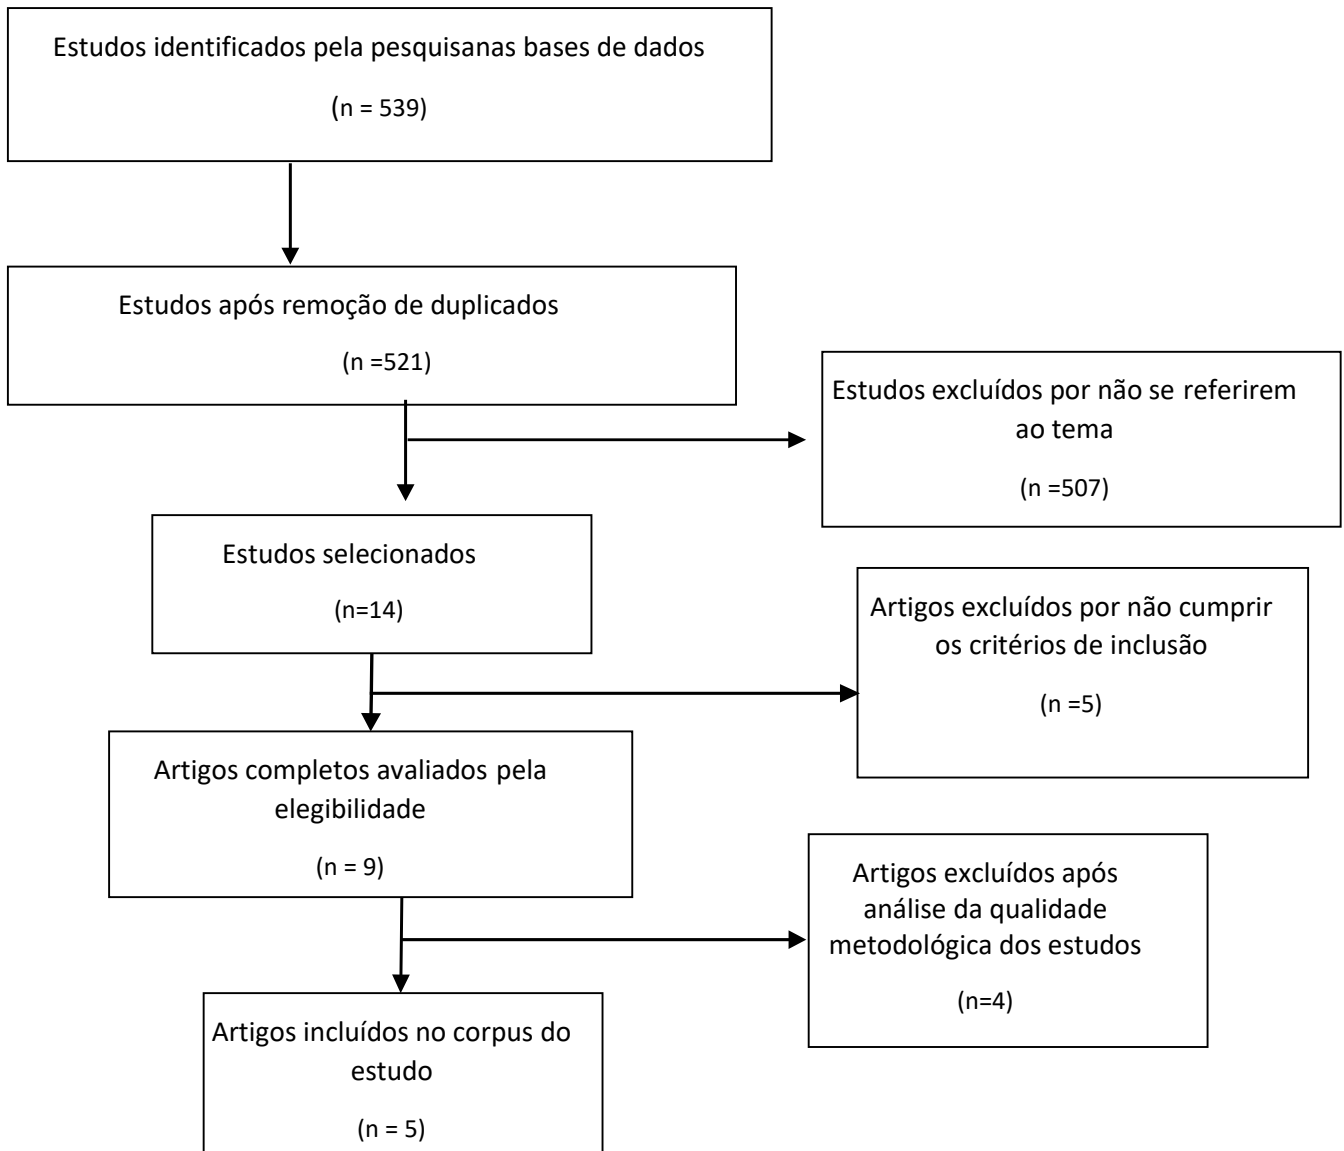 Estudos identificados pela pesquisanas bases de dados
(n = 539)
Estudos após remoção de duplicados
(n =521)
Estudos excluídos por não se referirem
ao tema
(n =507)
Estudos selecionados
(n=14)
Artigos excluídos por não cumprir
os critérios de inclusão
(n =5)
Artigos completos avaliados pela
elegibilidade
(n = 9)
Artigos excluídos após
análise da qualidade
metodológica dos estudos
(n=4)
Artigos incluídos no corpus do
estudo
(n = 5)